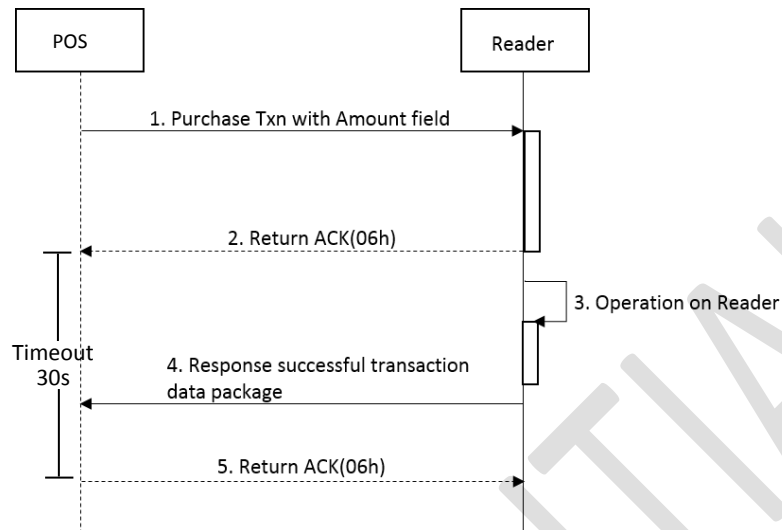 POS
Reader
1. Purchase Txn with Amount field
2. Return ACK(06h)
3. Operation on Reader
Timeout
30s
4. Response successful transaction
data package
5. Return ACK(06h)